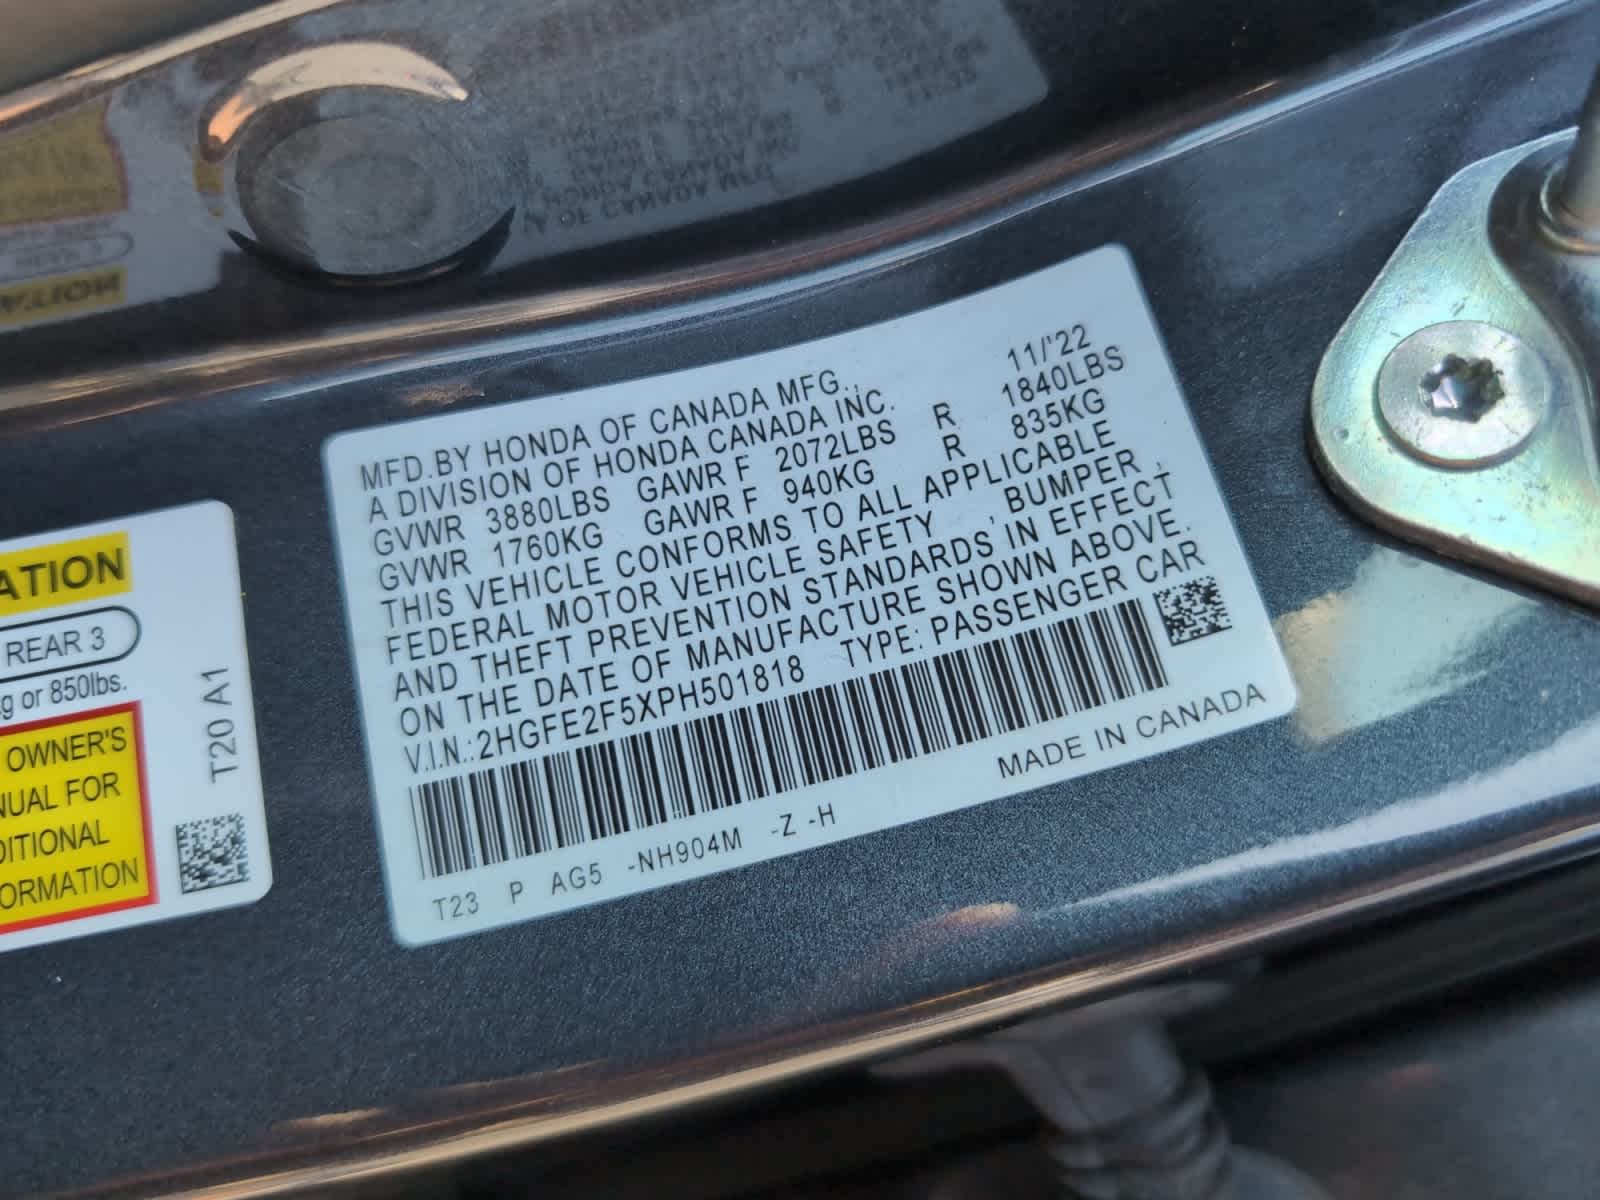 MFD.BY HONDA OF CANADA MFG., 11/'22
A DIVISION OF HONDA CANADA INC.
GVWR 3880LBS GAWR F 2072LBS R 1840LBS
GVWR 1760KG GAWR F 940KG R 835KG
THIS VEHICLE CONFORMS TO ALL APPLICABLE
FEDERAL MOTOR VEHICLE SAFETY , BUMPER ,
AND THEFT PREVENTION STANDARDS IN EFFECT
ON THE DATE OF MANUFACTURE SHOWN ABOVE.
V.I.N.:2HGFE2F5XPH501818 TYPE: PASSENGER CAR
MADE IN CANADA
T23 P AG5 -NH904M -Z -H
ATION
REAR 3
g or 850lbs.
OWNER'S
NUAL FOR
DITIONAL
ORMATION
T20 A1